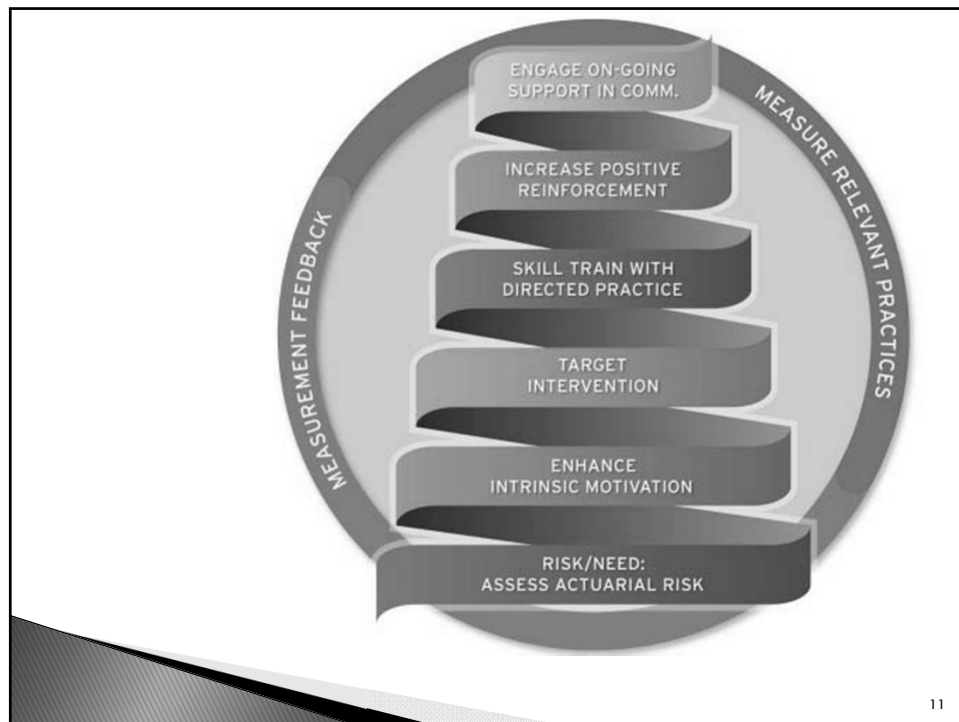 ENGAGE ON-GOING
SUPPORT IN COMM.
INCREASE POSITIVE
REINFORCEMENT
SKILL TRAIN WITH
DIRECTED PRACTICE
TARGET
INTERVENTION
ENHANCE
INTRINSIC MOTIVATION
RISK/NEED:
ASSESS ACTUARIAL RISK
MEASUREMENT FEEDBACK
MEASURE RELEVANT PRACTICES
11